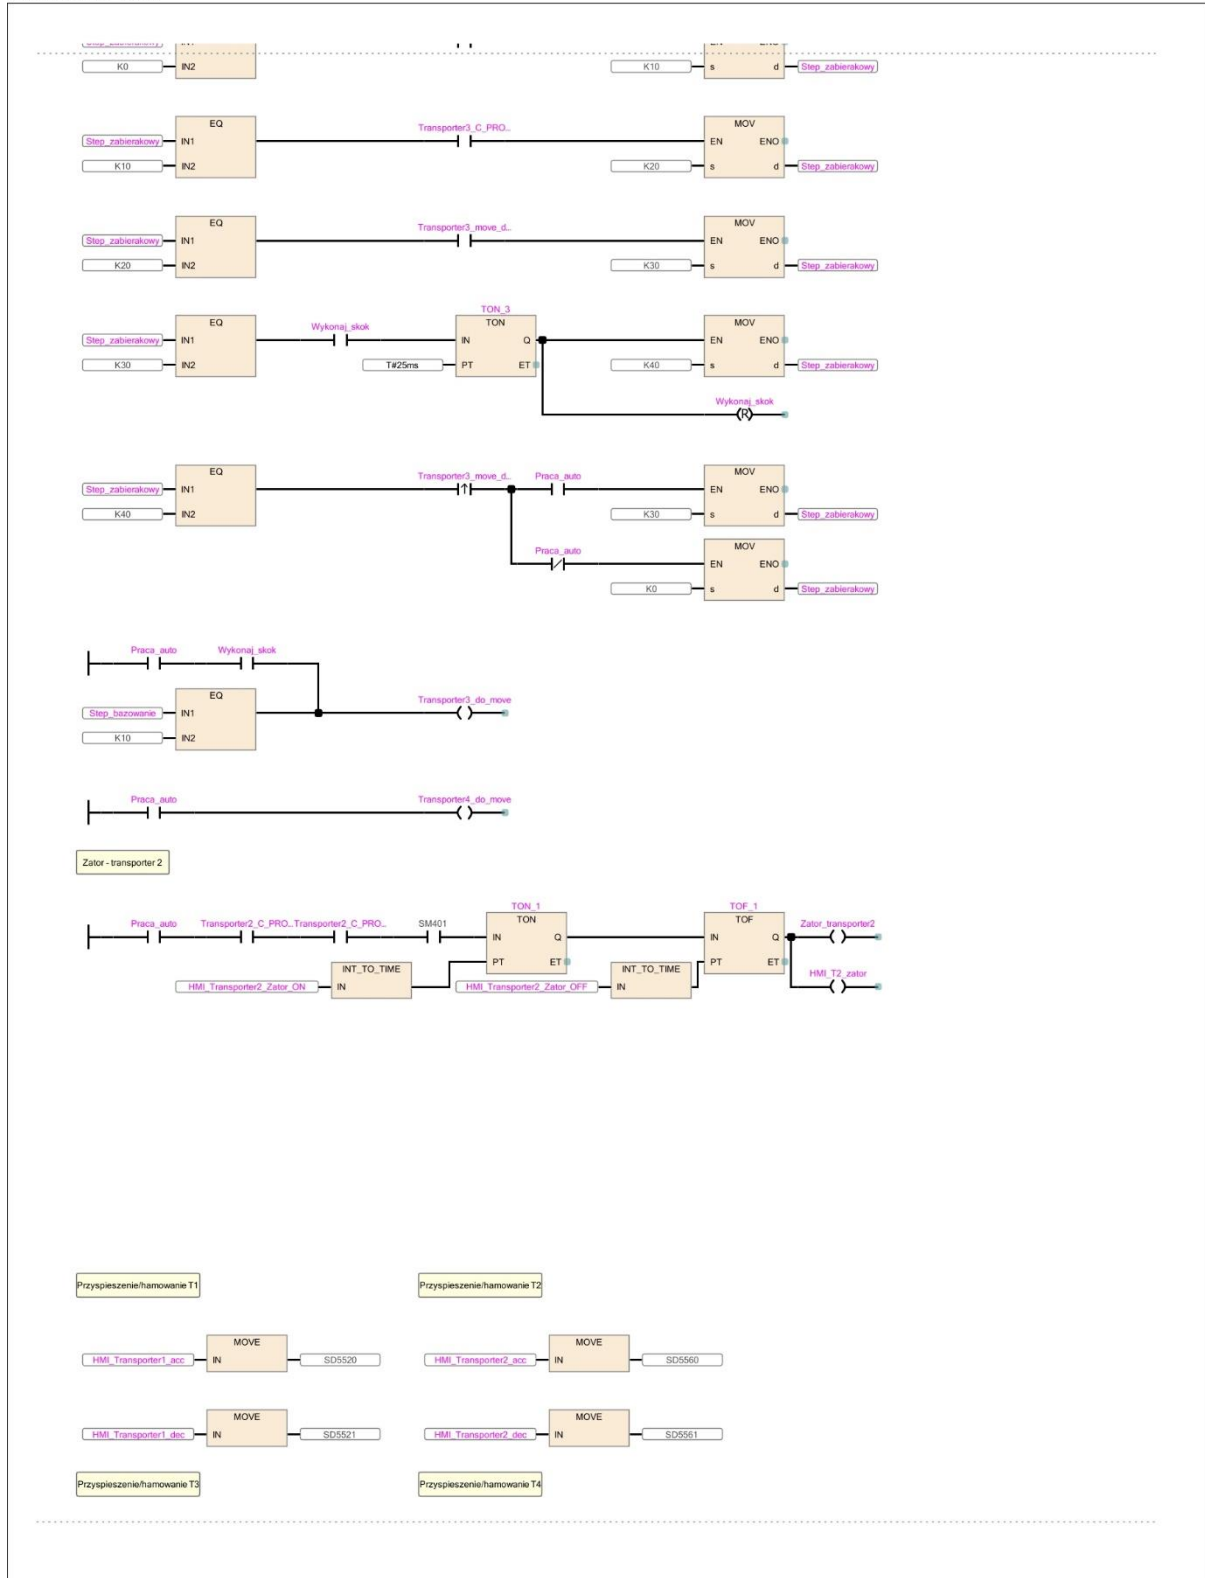 Step_zabierakowy IN1 EN ENO
K0 IN2 K10 s d Step_zabierakowy
EQ Transporter3_C_PRO.. MOV
Step_zabierakowy IN1 EN ENO
K10 IN2 K20 s d Step_zabierakowy
EQ Transporter3_move_d.. MOV
Step_zabierakowy IN1 EN ENO
K20 IN2 K30 s d Step_zabierakowy
TON_3
EQ Wykonaj_skok TON MOV
Step_zabierakowy IN1 IN Q EN ENO
K30 IN2 T#25ms PT ET K40 s d Step_zabierakowy
Wykonaj_skok
R
EQ Transporter3_move_d.. Praca_auto MOV
Step_zabierakowy IN1 EN ENO
K40 IN2 K30 s d Step_zabierakowy
Praca_auto MOV
EN ENO
K0 s d Step_zabierakowy
Praca_auto Wykonaj_skok
EQ Transporter3_do_move
Step_bazowanie IN1
K10 IN2
Praca_auto Transporter4_do_move
Zator - transporter 2
TON_1 TOF_1
Praca_auto Transporter2_C_PRO.. Transporter2_C_PRO.. SM401 TON TOF Zator_transporter2
IN Q IN Q
INT_TO_TIME PT ET INT_TO_TIME PT ET HMI_T2_zator
HMI_Transporter2_Zator_ON IN HMI_Transporter2_Zator_OFF IN
Przyspieszenie/hamowanie T1 Przyspieszenie/hamowanie T2
MOVE MOVE
HMI_Transporter1_acc IN SD5520 HMI_Transporter2_acc IN SD5560
MOVE MOVE
HMI_Transporter1_dec IN SD5521 HMI_Transporter2_dec IN SD5561
Przyspieszenie/hamowanie T3 Przyspieszenie/hamowanie T4